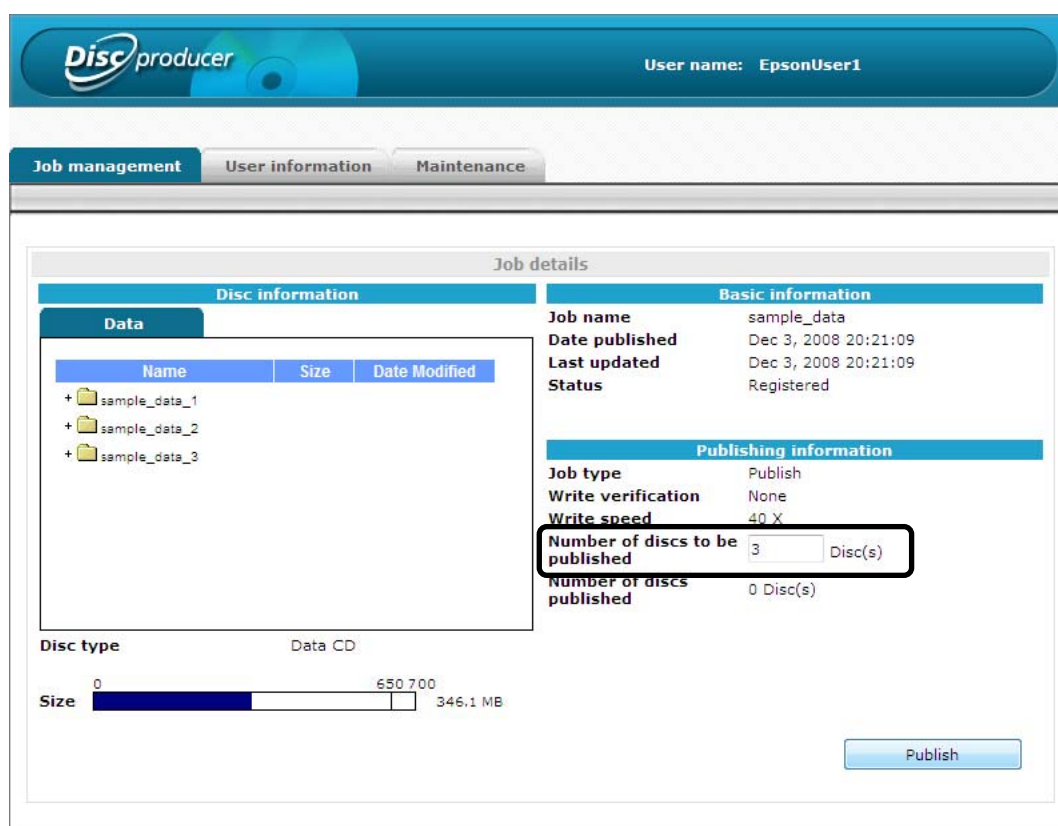 Disc producer
User name: EpsonUser1
Job management User information Maintenance
Job details
Disc information
Data
Name Size Date Modified
+ sample_data_1
+ sample_data_2
+ sample_data_3
Disc type Data CD
0 650 700
Size 346.1 MB
Basic information
Job name sample_data
Date published Dec 3, 2008 20:21:09
Last updated Dec 3, 2008 20:21:09
Status Registered
Publishing information
Job type Publish
Write verification None
Write speed 40 X
Number of discs to be
published 3 Disc(s)
Number of discs
published 0 Disc(s)
Publish